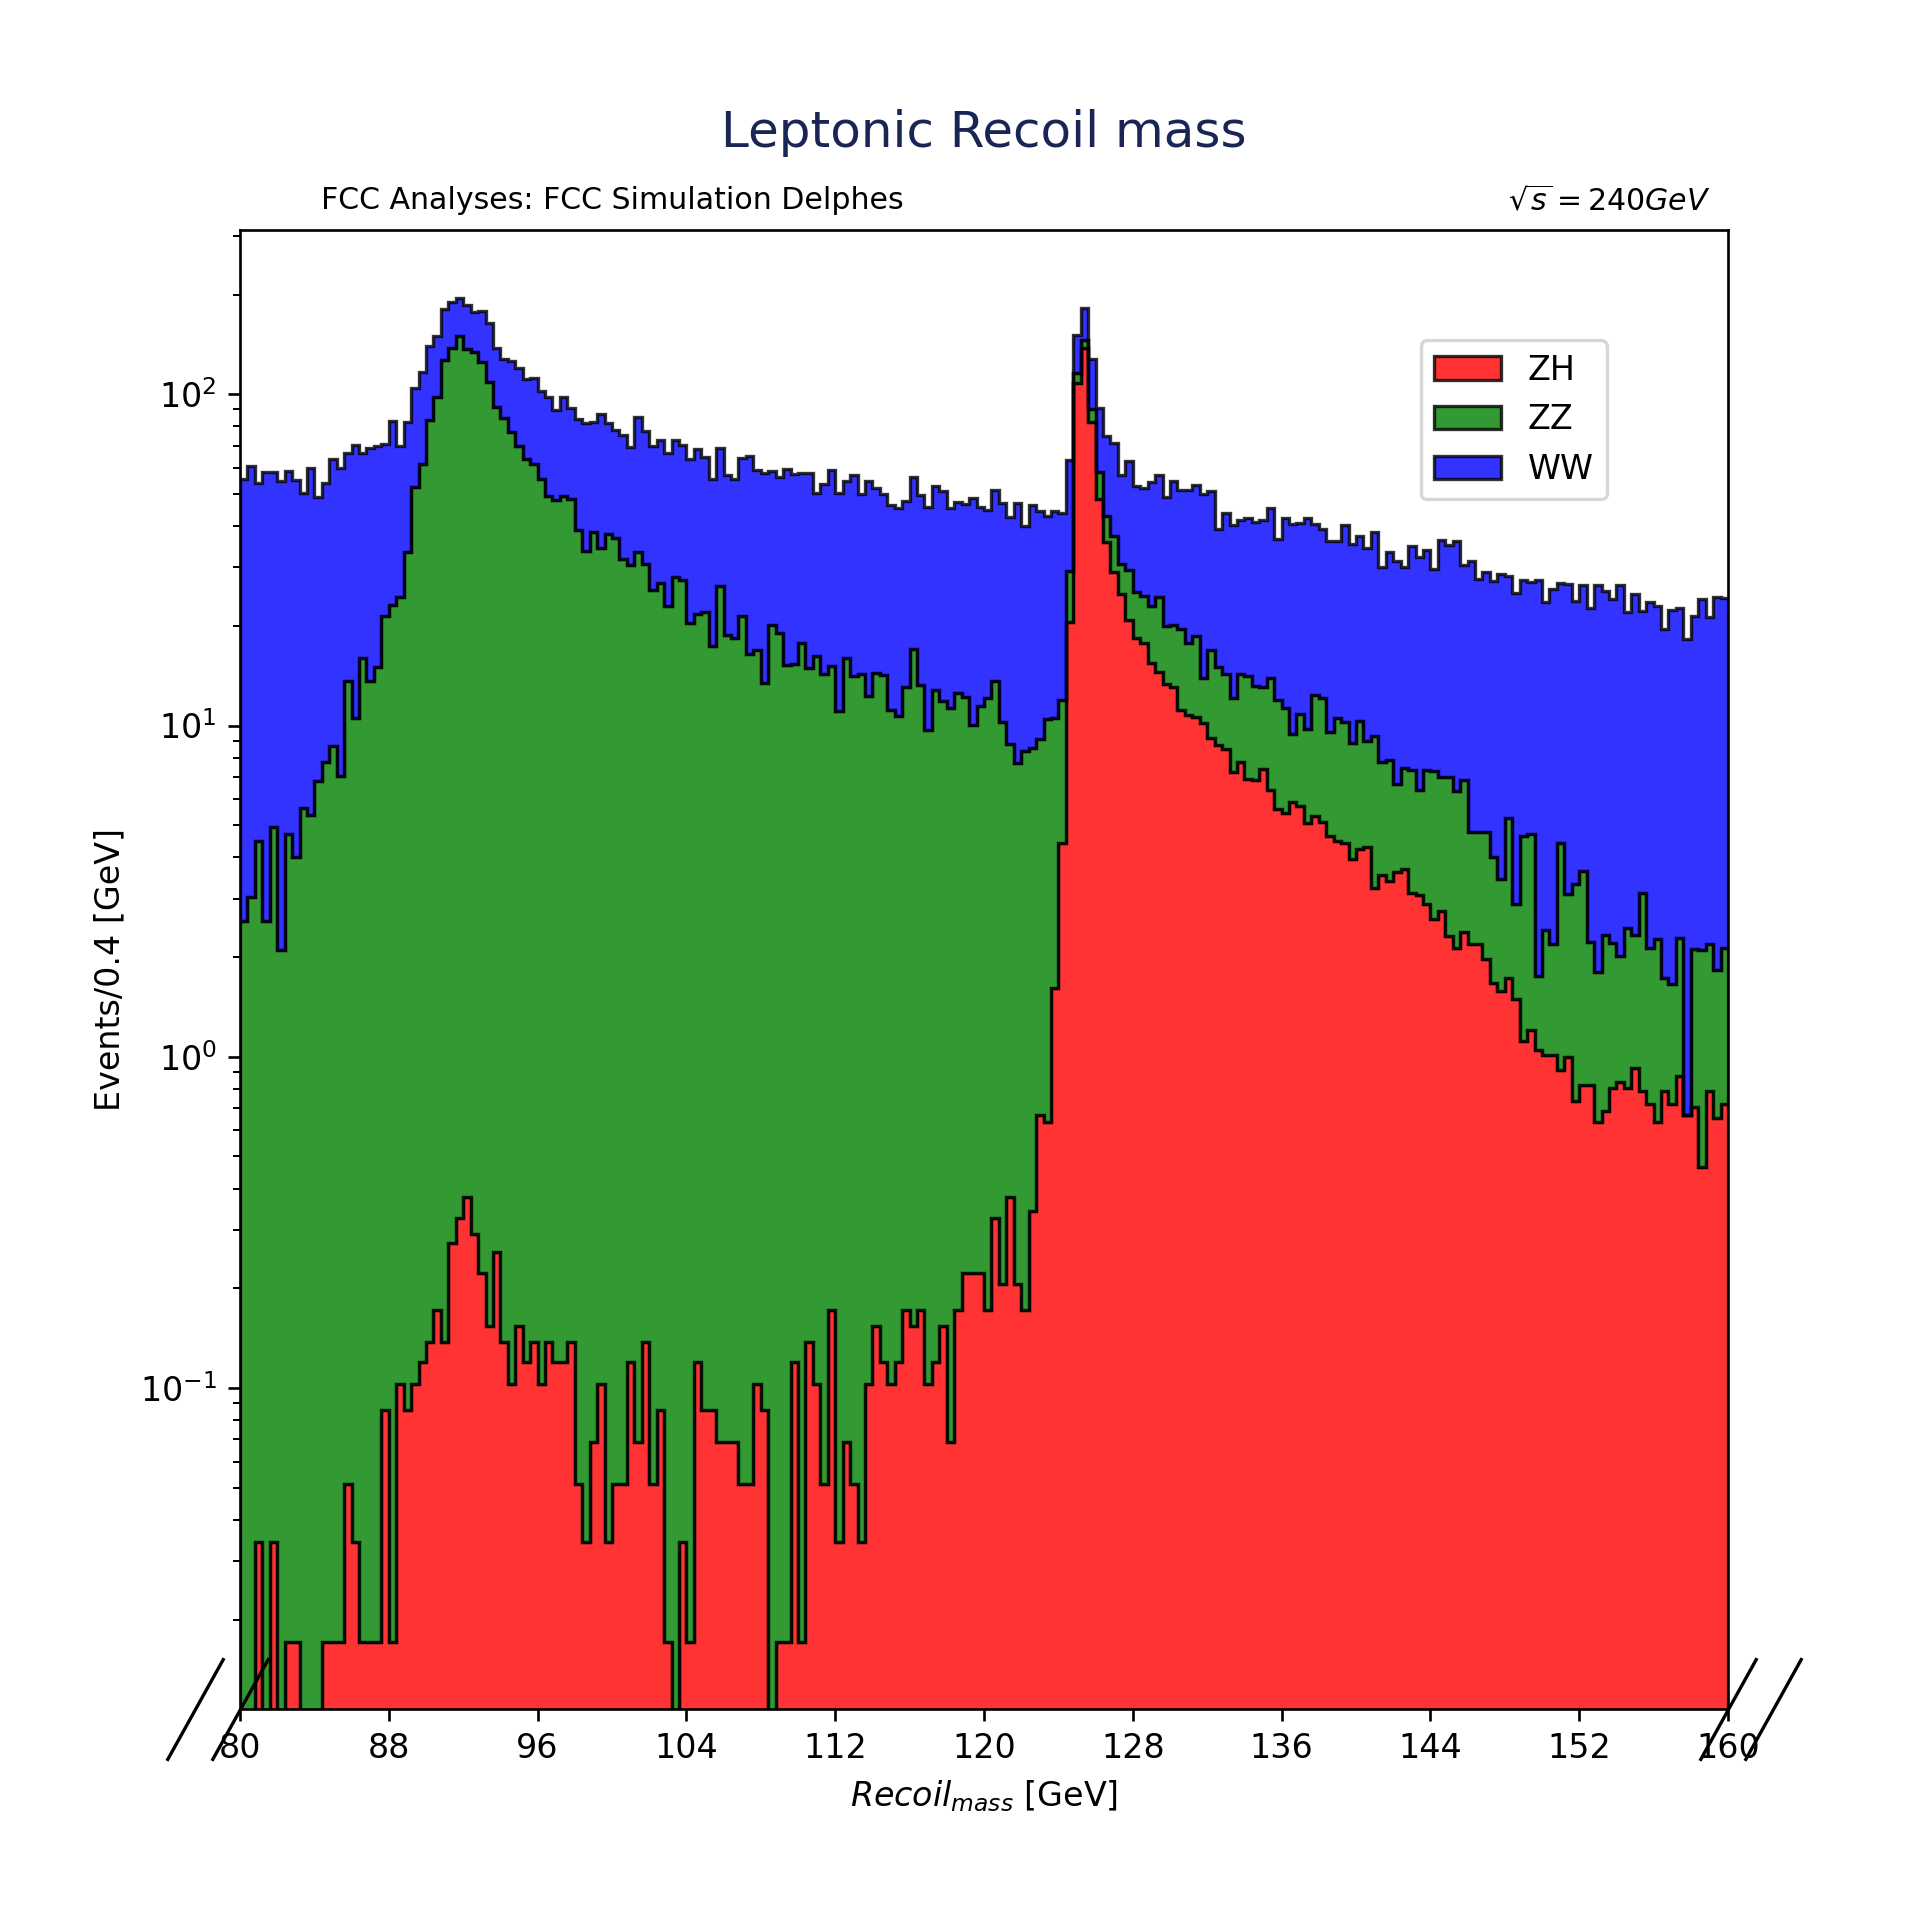 Leptonic Recoil mass
FCC Analyses: FCC Simulation Delphes
√s = 240GeV
ZH
ZZ
WW
10²
10¹
10⁰
10⁻¹
Events/0.4 [GeV]
80 88 96 104 112 120 128 136 144 152 160
Recoilₘₐₛₛ [GeV]